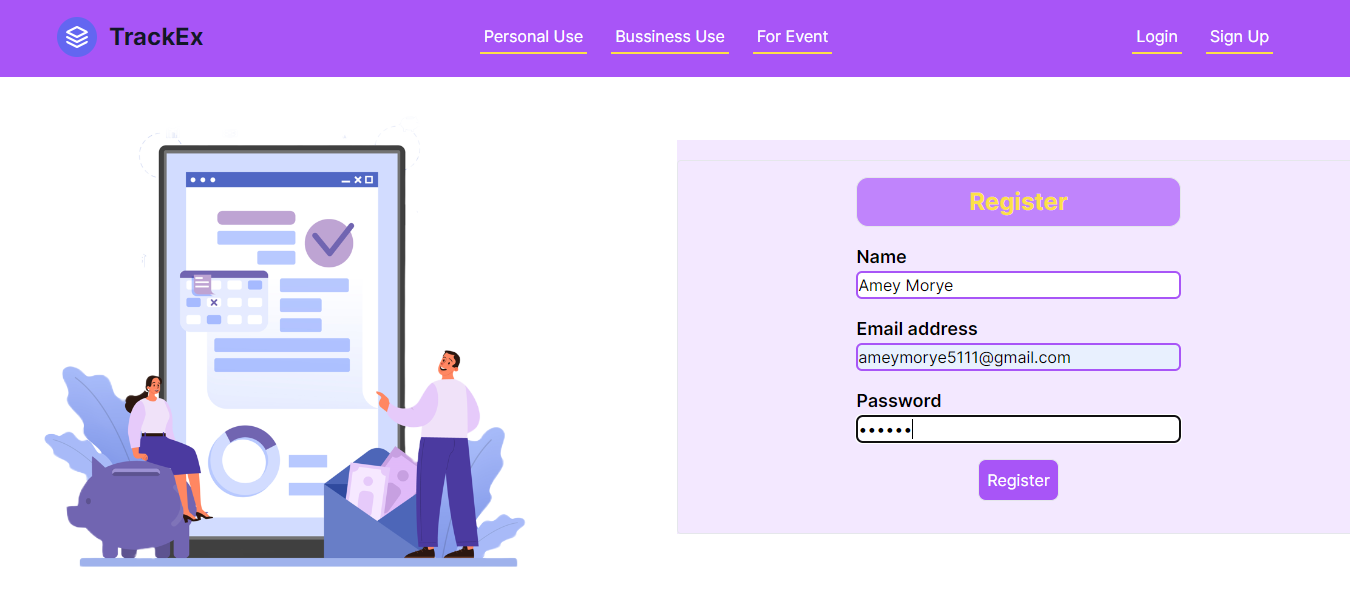 TrackEx
Personal Use Bussiness Use For Event
Login Sign Up
Register
Name
Amey Morye
Email address
ameymorye5111@gmail.com
Password
••••••
Register